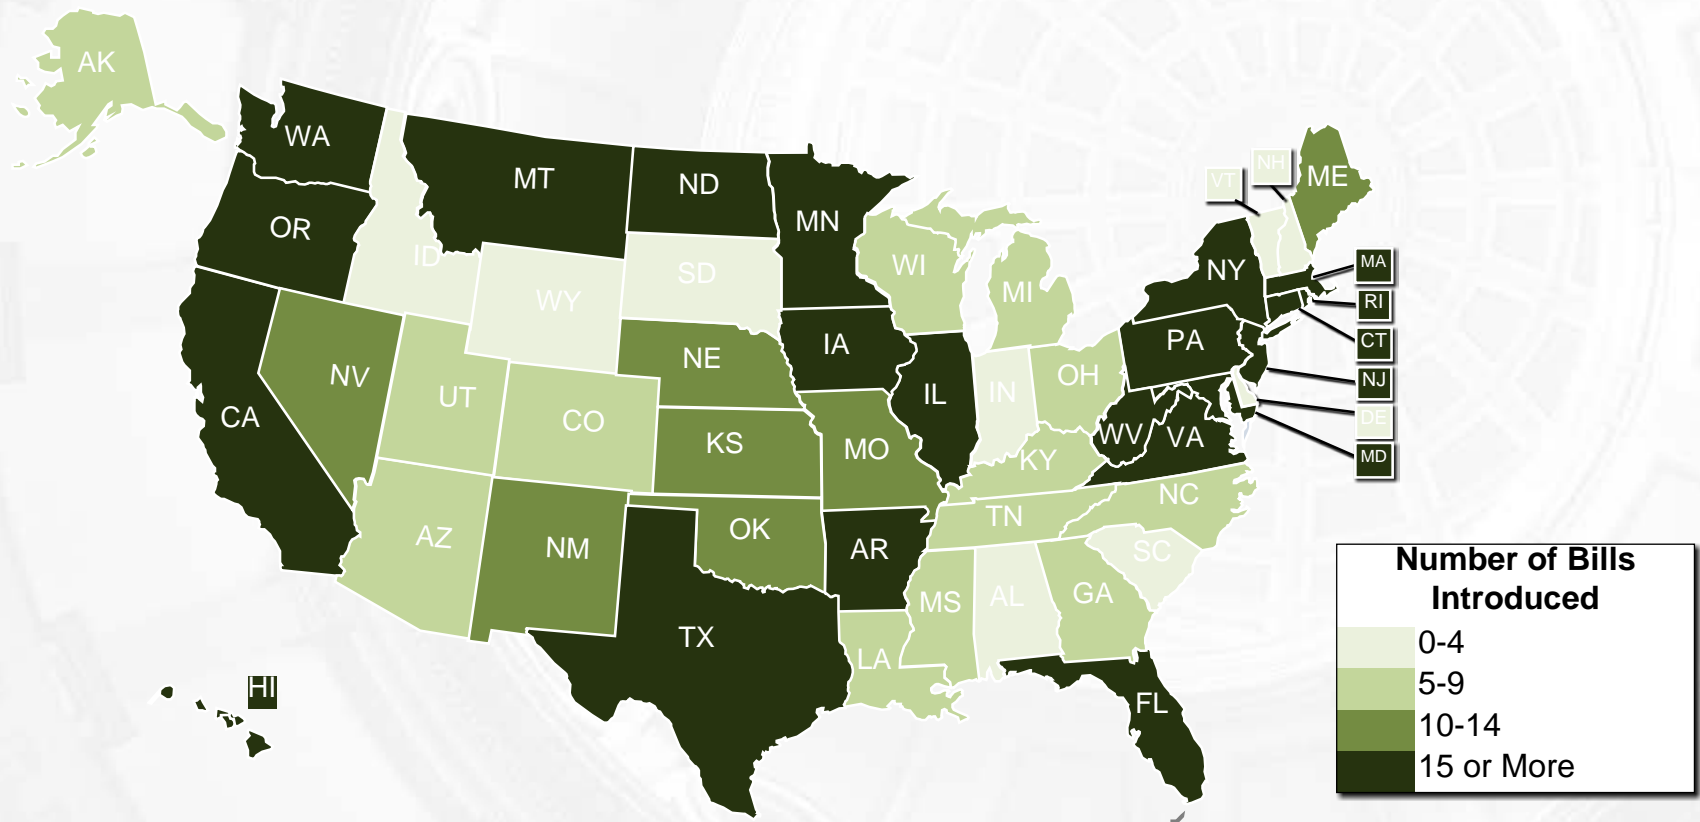 AK
WA
MT
ND
MN
OR
ID
WY
SD
WI
MI
NY
VT
NH
ME
MA
RI
CT
NJ
DE
MD
NV
UT
CO
NE
IA
IL
IN
OH
PA
CA
KS
MO
KY
WV
VA
AZ
NM
OK
AR
TN
NC
TX
LA
MS
AL
GA
SC
FL
HI
Number of Bills
Introduced
0-4
5-9
10-14
15 or More